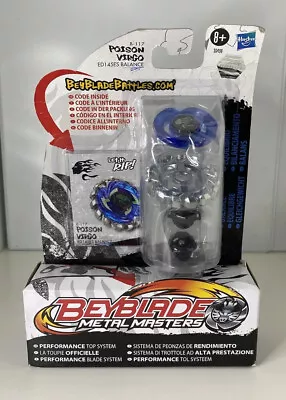 B-117
POISON
VIRGO
ED145ES BALANCE
Hasbro
8+
BEYBLADEBATTLES.COM
CODE INSIDE
CODE À L'INTÉRIEUR
CODE IN DER PACKUNG
CÓDIGO EN EL INTERIOR
CODICE ALL'INTERNO
CODE BINNENIN
LET IT RIP!
POISON
VIRGO
BEYBLADE
METAL MASTERS
PERFORMANCE TOP SYSTEM
LA TOUPIE OFFICIELLE
PERFORMANCE BLADE SYSTEM
SISTEMA DE PEONZAS DE RENDIMIENTO
SISTEMA DI TROTTOLE AD ALTA PRESTAZIONE
PERFORMANCE TOL SYSTEEM